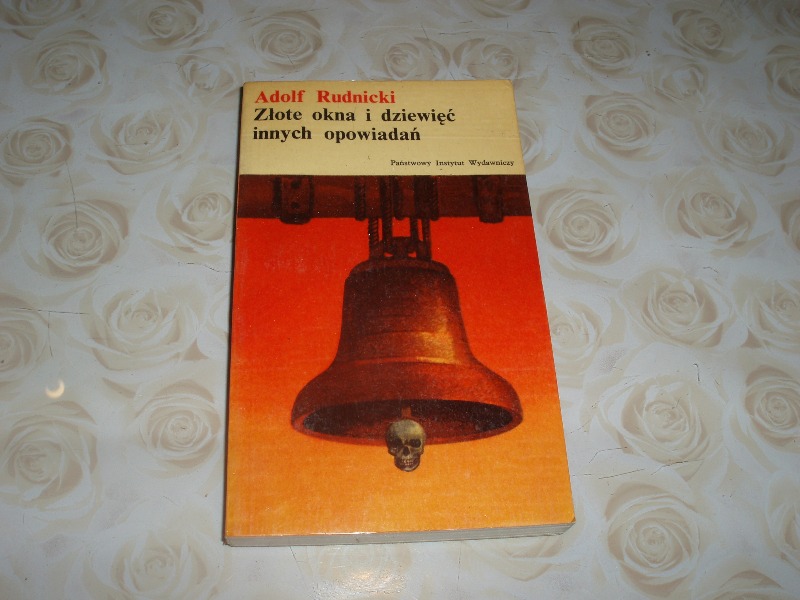 Adolf Rudnicki
Złote okna i dziewięć
innych opowiadań
Państwowy Instytut Wydawniczy